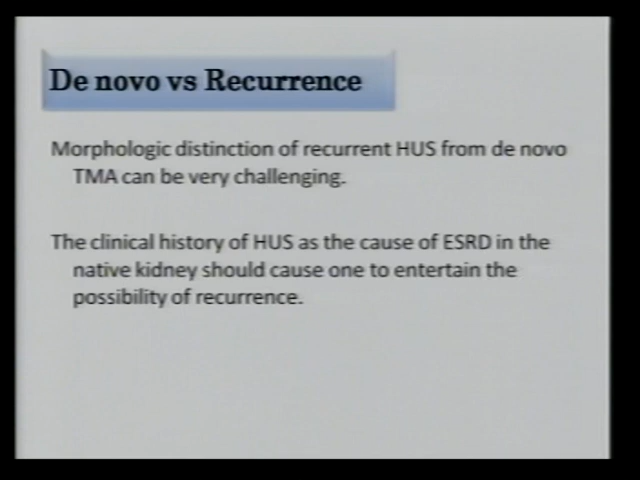 De novo vs Recurrence
Morphologic distinction of recurrent HUS from de novo
TMA can be very challenging.
The clinical history of HUS as the cause of ESRD in the
native kidney should cause one to entertain the
possibility of recurrence.